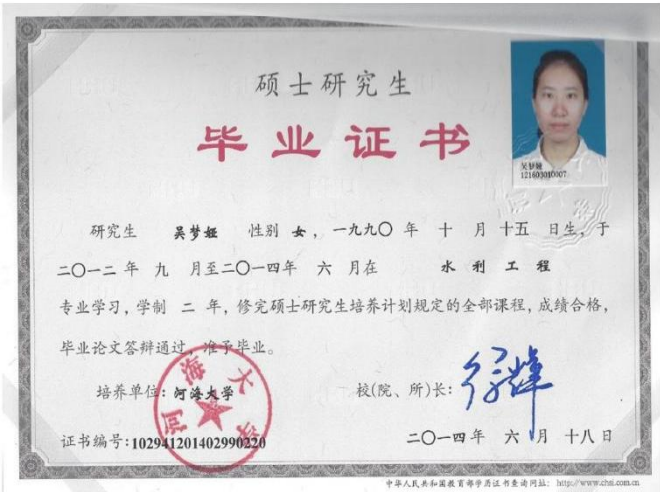 硕士研究生
毕业证书
吴梦娅
121603010007
研究生 吴梦娅 性别 女，一九九〇 年 十 月 十五 日生，于
二〇一二年 九 月至二〇一四年 六 月在 水利工程
专业学习，学制 二 年，修完硕士研究生培养计划规定的全部课程，成绩合格，
毕业论文答辩通过，准予毕业。
河海大学
培养单位：河海大学 校(院、所)长：
证书编号：102941201402990220 二〇一四年 六 月 十八 日
中华人民共和国教育部学历证书查询网址：http://www.chsi.com.cn